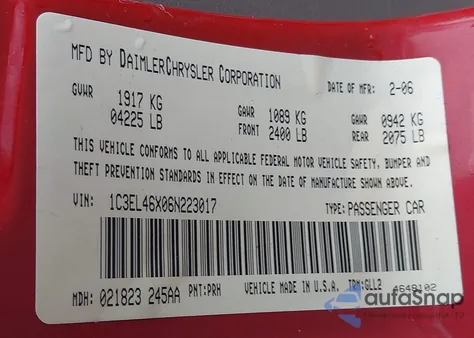 MFD BY DAIMLERCHRYSLER CORPORATION DATE OF MFR: 2-06
GVWR 1917 KG GAWR 1089 KG GAWR 0942 KG
04225 LB FRONT 2400 LB REAR 2075 LB
THIS VEHICLE CONFORMS TO ALL APPLICABLE FEDERAL MOTOR VEHICLE SAFETY, BUMPER AND
THEFT PREVENTION STANDARDS IN EFFECT ON THE DATE OF MANUFACTURE SHOWN ABOVE.
VIN: 1C3EL46X06N223017 TYPE: PASSENGER CAR
MDH: 021823 245AA PNT:PRH VEHICLE MADE IN U.S.A. TRM:GLL2 4648102
autoSnap